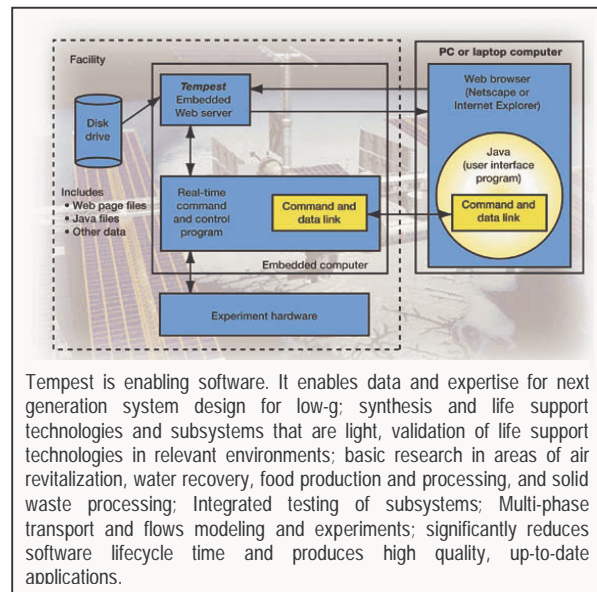 PC or laptop computer
Facility
Tempest
Embedded
Web server
Web browser
(Netscape or
Internet Explorer)
Disk
drive
Java
(user interface
program)
Includes
• Web page files
• Java files
• Other data
Real-time
command
and control
program
Command and
data link
Command and
data link
Embedded computer
Experiment hardware
Tempest is enabling software. It enables data and expertise for next
generation system design for low-g; synthesis and life support
technologies and subsystems that are light, validation of life support
technologies in relevant environments; basic research in areas of air
revitalization, water recovery, food production and processing, and solid
waste processing; Integrated testing of subsystems; Multi-phase
transport and flows modeling and experiments; significantly reduces
software lifecycle time and produces high quality, up-to-date
applications.